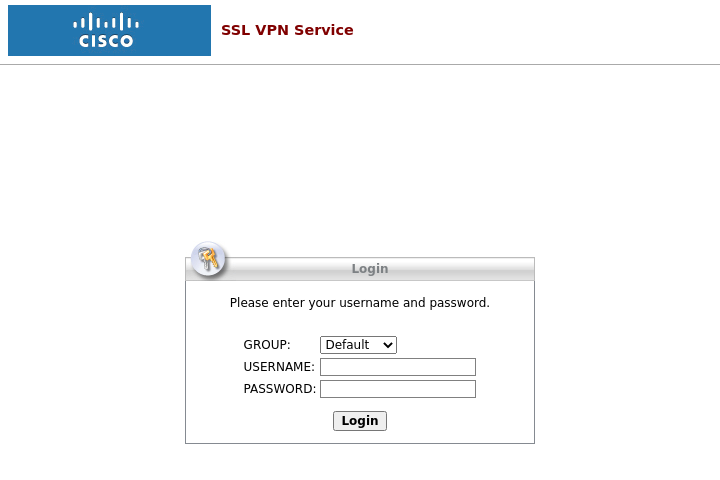 CISCO
SSL VPN Service
Login
Please enter your username and password.
GROUP: Default
USERNAME:
PASSWORD:
Login